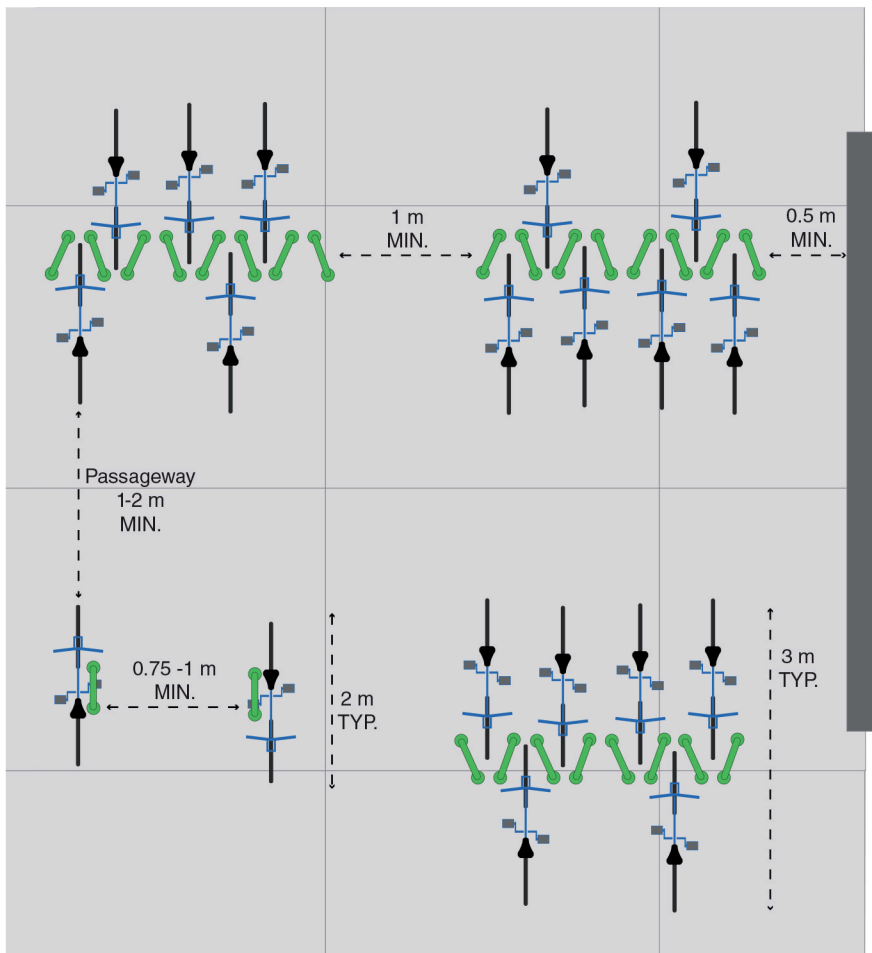 1 m
MIN.
0.5 m
MIN.
Passageway
1-2 m
MIN.
0.75 -1 m
MIN.
2 m
TYP.
3 m
TYP.